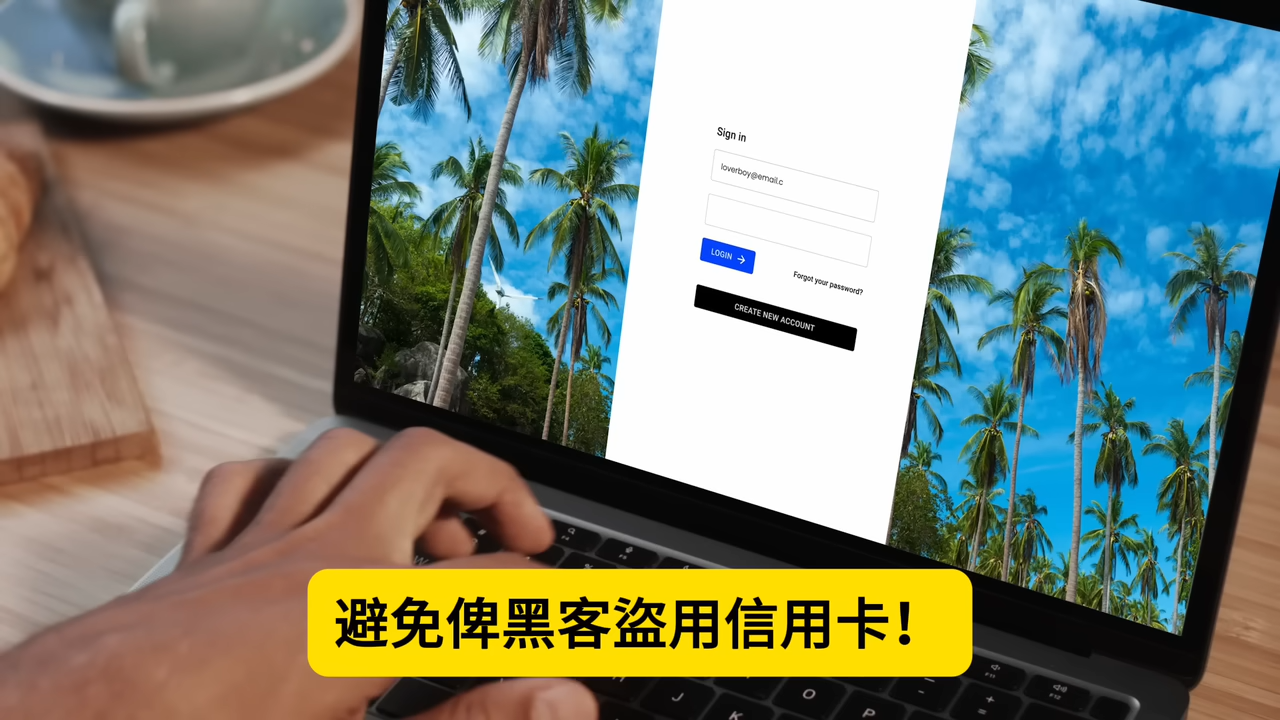 Sign in
loverboy@email.c
LOGIN →
Forgot your password?
CREATE NEW ACCOUNT
避免俾黑客盜用信用卡！
H
J
K
O
P